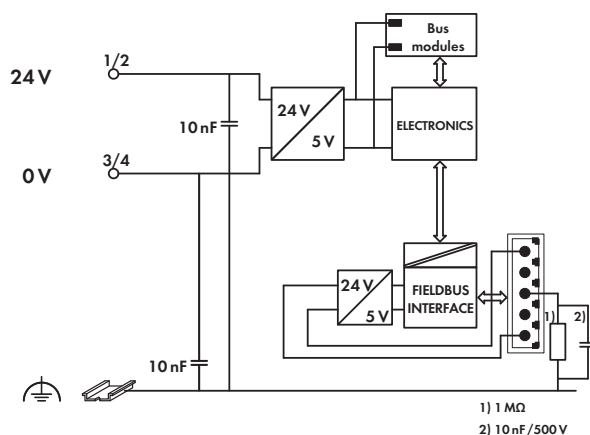 Bus
modules
1/2
24 V
10 nF
24 V
5 V
ELECTRONICS
3/4
0 V
24 V
5 V
FIELDBUS
INTERFACE
1)
2)
10 nF
1) 1 MΩ
2) 10 nF/500 V